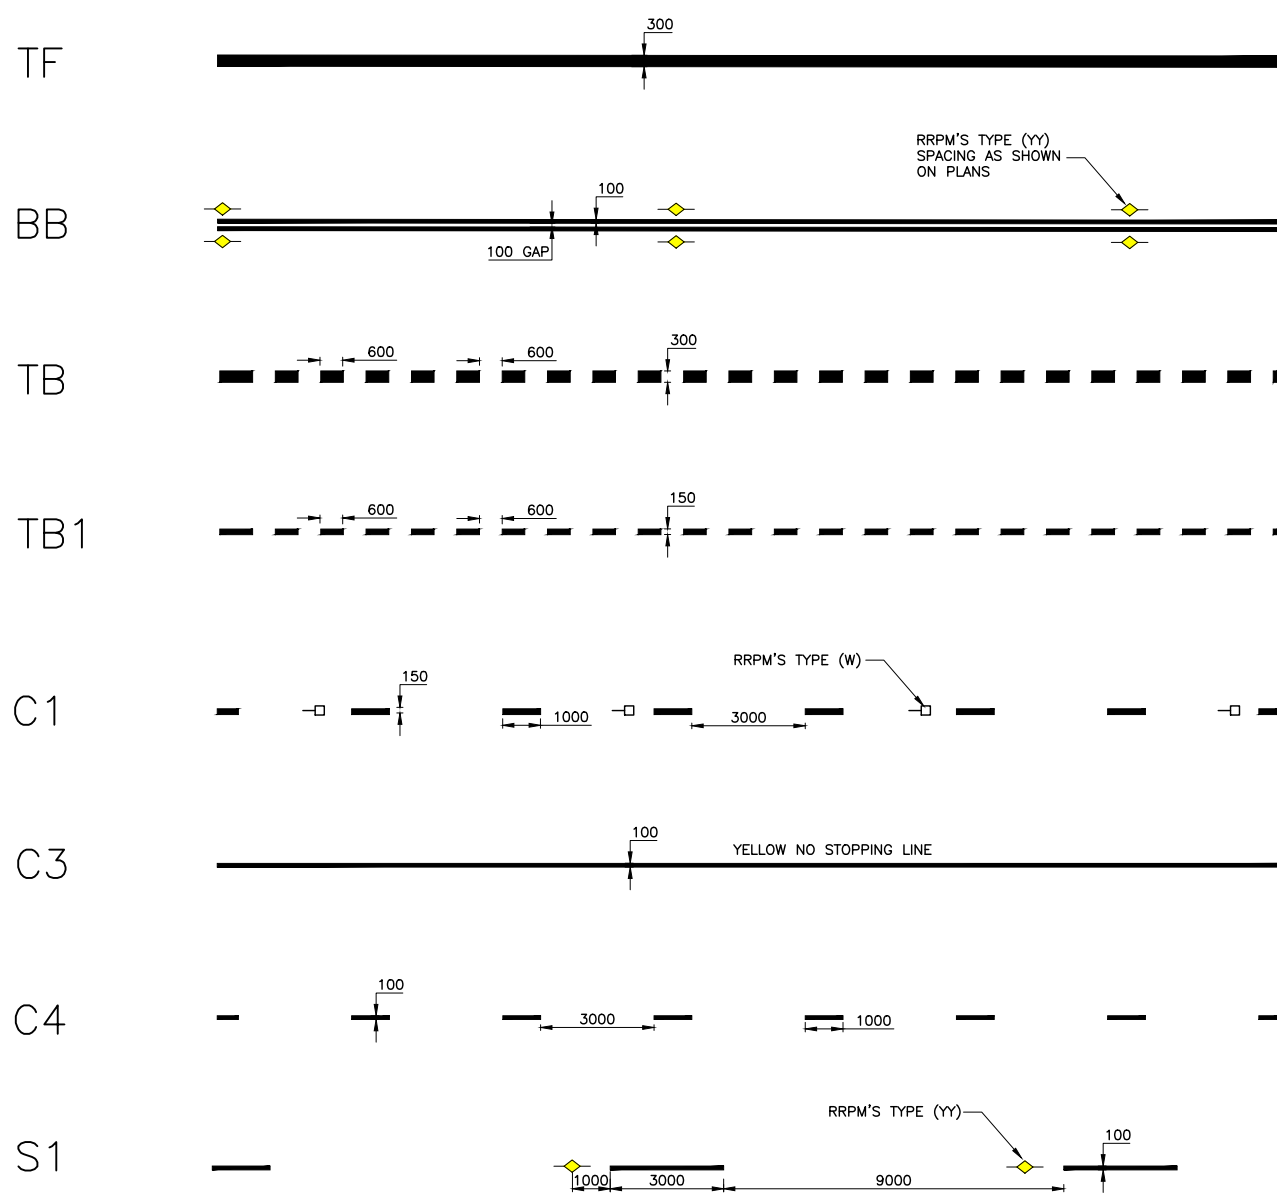 TF
300
RRPM'S TYPE (YY)
SPACING AS SHOWN
ON PLANS
BB
100
100 GAP
TB
600
600
300
TB1
600
600
150
RRPM'S TYPE (W)
C1
150
1000
3000
C3
100
YELLOW NO STOPPING LINE
C4
100
3000
1000
RRPM'S TYPE (YY)
S1
100
1000
3000
9000